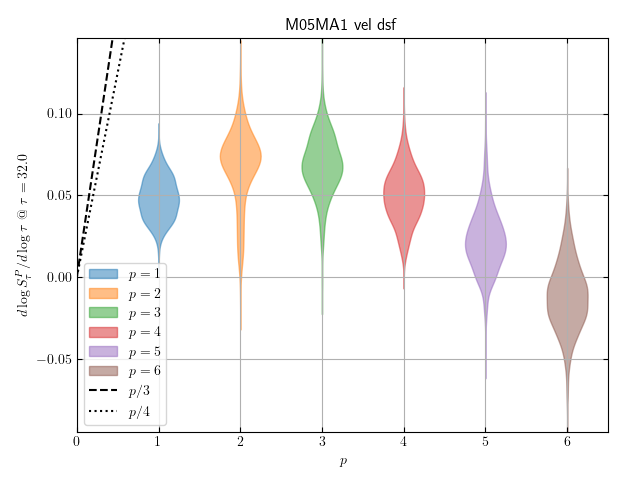 M05MA1 vel dsf
d log S_τ^P / d log τ @ τ = 32.0
0.10
0.05
0.00
−0.05
p = 1
p = 2
p = 3
p = 4
p = 5
p = 6
p/3
p/4
0 1 2 3 4 5 6
p